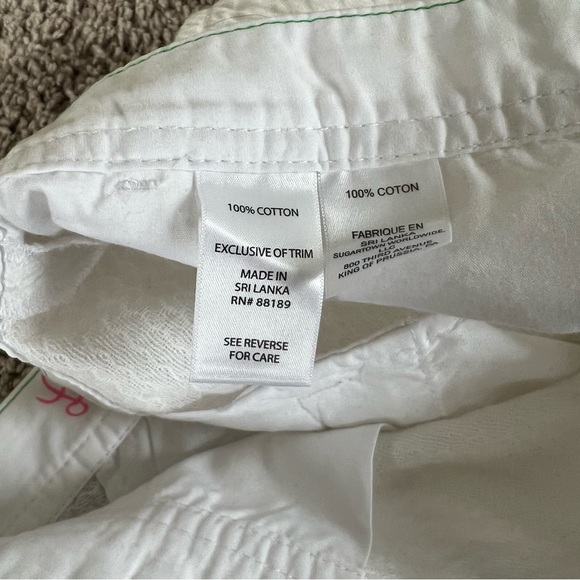 100% COTTON
EXCLUSIVE OF TRIM
MADE IN
SRI LANKA
RN# 88189
SEE REVERSE
FOR CARE
100% COTON
FABRIQUE EN
SRI LANKA
SUGARTOWN WORLDWIDE,
LLC
800 THIRD AVENUE
KING OF PRUSSIA, PA